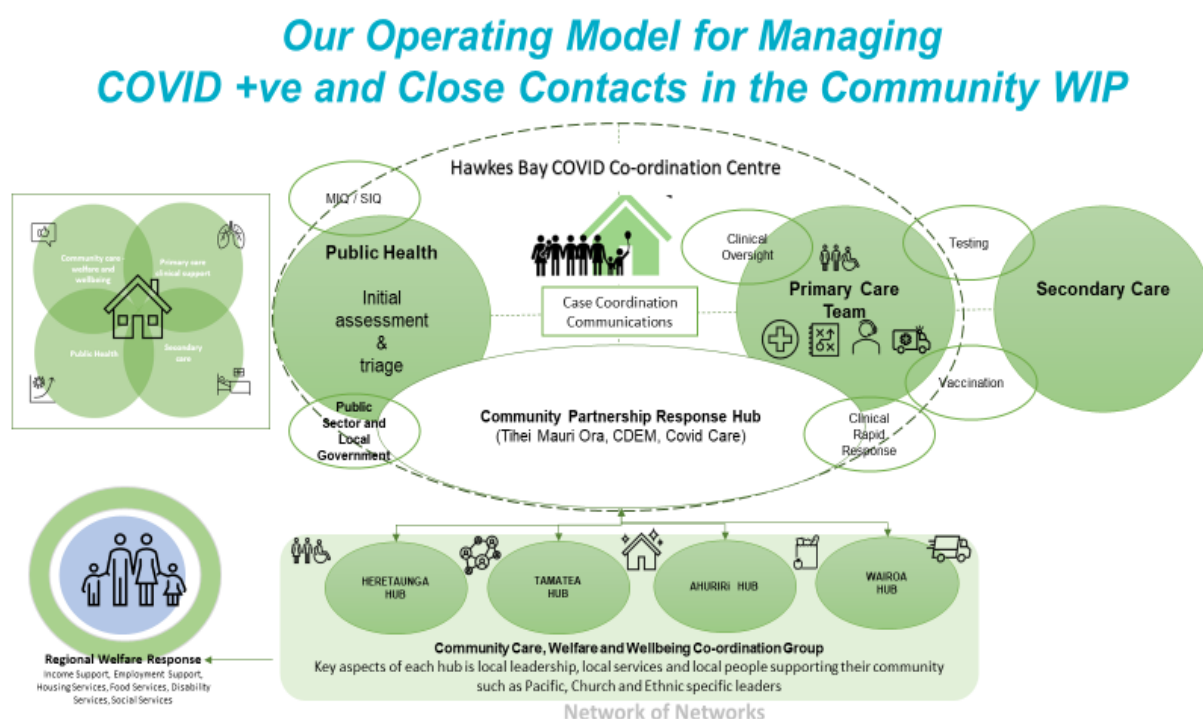 Our Operating Model for Managing
COVID +ve and Close Contacts in the Community WIP
Hawkes Bay COVID Co-ordination Centre
MIQ / SIQ
Public Health
Initial
assessment
&
triage
Public
Sector and
Local
Government
Case Coordination
Communications
Clinical
Oversight
Primary Care
Team
Testing
Vaccination
Clinical
Rapid
Response
Secondary Care
Community Partnership Response Hub
(Tihei Mauri Ora, CDEM, Covid Care)
Community care
welfare and
wellbeing
Primary care
clinical support
Public Health
Secondary
care
HERETAUNGA
HUB
TAMATEA
HUB
AHURIRi HUB
WAIROA
HUB
Community Care, Welfare and Wellbeing Co-ordination Group
Key aspects of each hub is local leadership, local services and local people supporting their community
such as Pacific, Church and Ethnic specific leaders
Network of Networks
Regional Welfare Response
Income Support, Employment Support,
Housing Services, Food Services, Disability
Services, Social Services